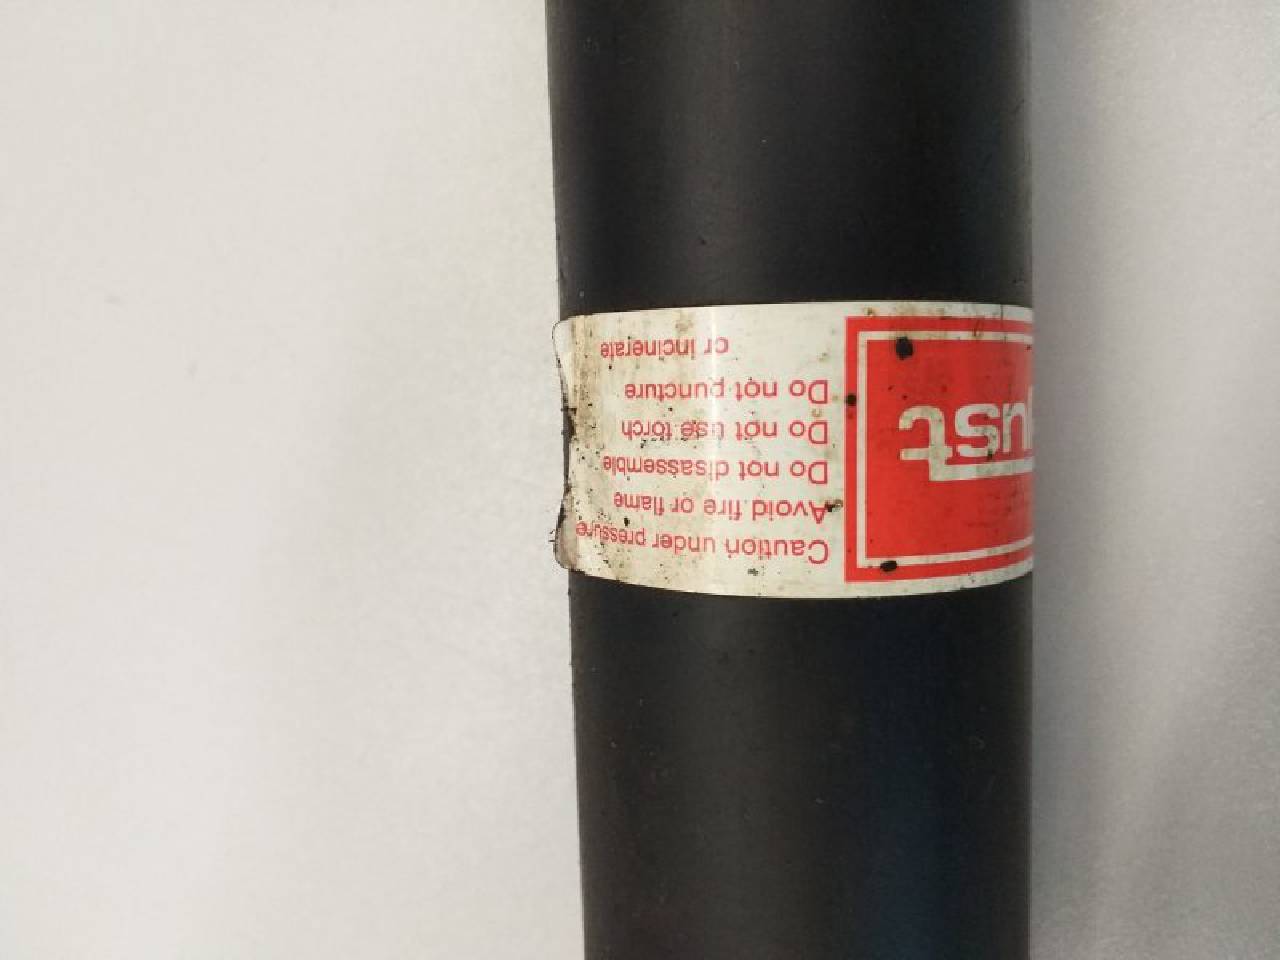 Caution under pressure
Avoid fire or flame
Do not disassemble
Do not use torch
Do not puncture
or incinerate